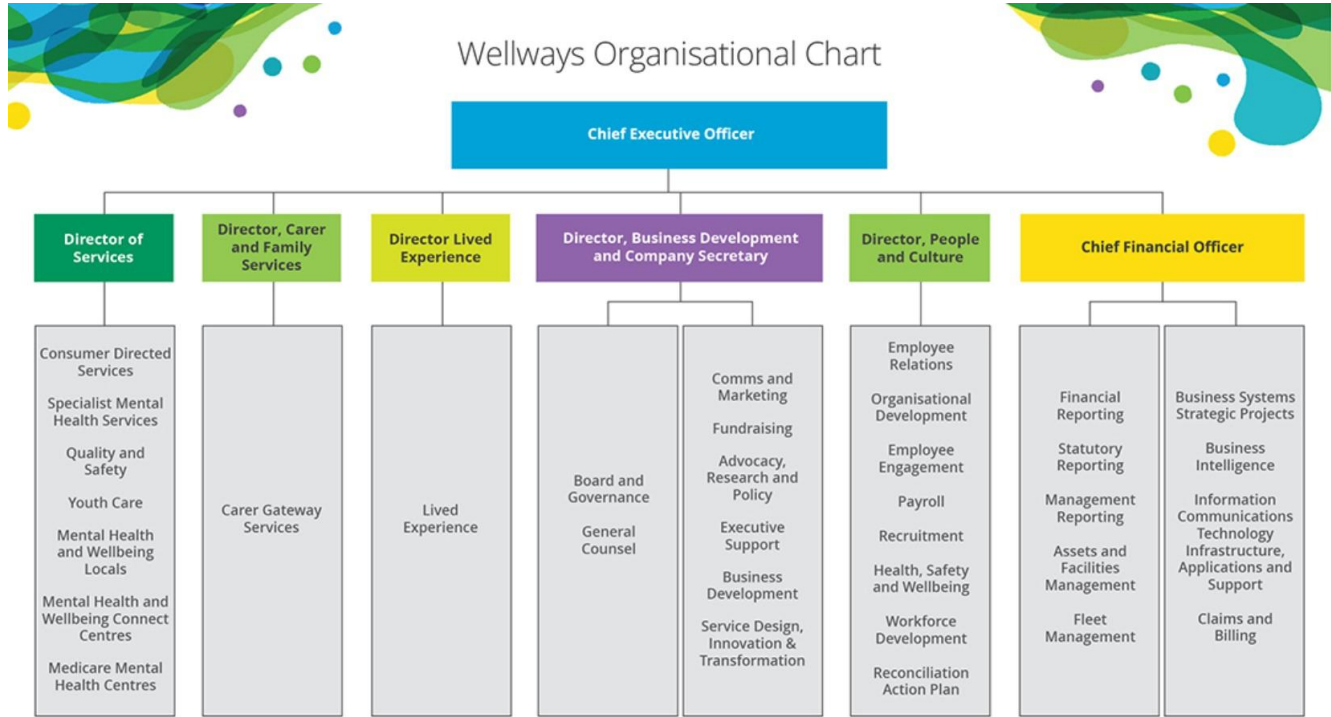 Wellways Organisational Chart
Chief Executive Officer
Director of
Services
Director, Carer
and Family
Services
Director Lived
Experience
Director, Business Development
and Company Secretary
Director, People
and Culture
Chief Financial Officer
Consumer Directed
Services
Specialist Mental
Health Services
Quality and
Safety
Youth Care
Mental Health
and Wellbeing
Locals
Mental Health and
Wellbeing Connect
Centres
Medicare Mental
Health Centres
Carer Gateway
Services
Lived
Experience
Board and
Governance
General
Counsel
Comms and
Marketing
Fundraising
Advocacy,
Research and
Policy
Executive
Support
Business
Development
Service Design,
Innovation &
Transformation
Employee
Relations
Organisational
Development
Employee
Engagement
Payroll
Recruitment
Health, Safety
and Wellbeing
Workforce
Development
Reconciliation
Action Plan
Financial
Reporting
Statutory
Reporting
Management
Reporting
Assets and
Facilities
Management
Fleet
Management
Business Systems
Strategic Projects
Business
Intelligence
Information
Communications
Technology
Infrastructure,
Applications and
Support
Claims and
Billing